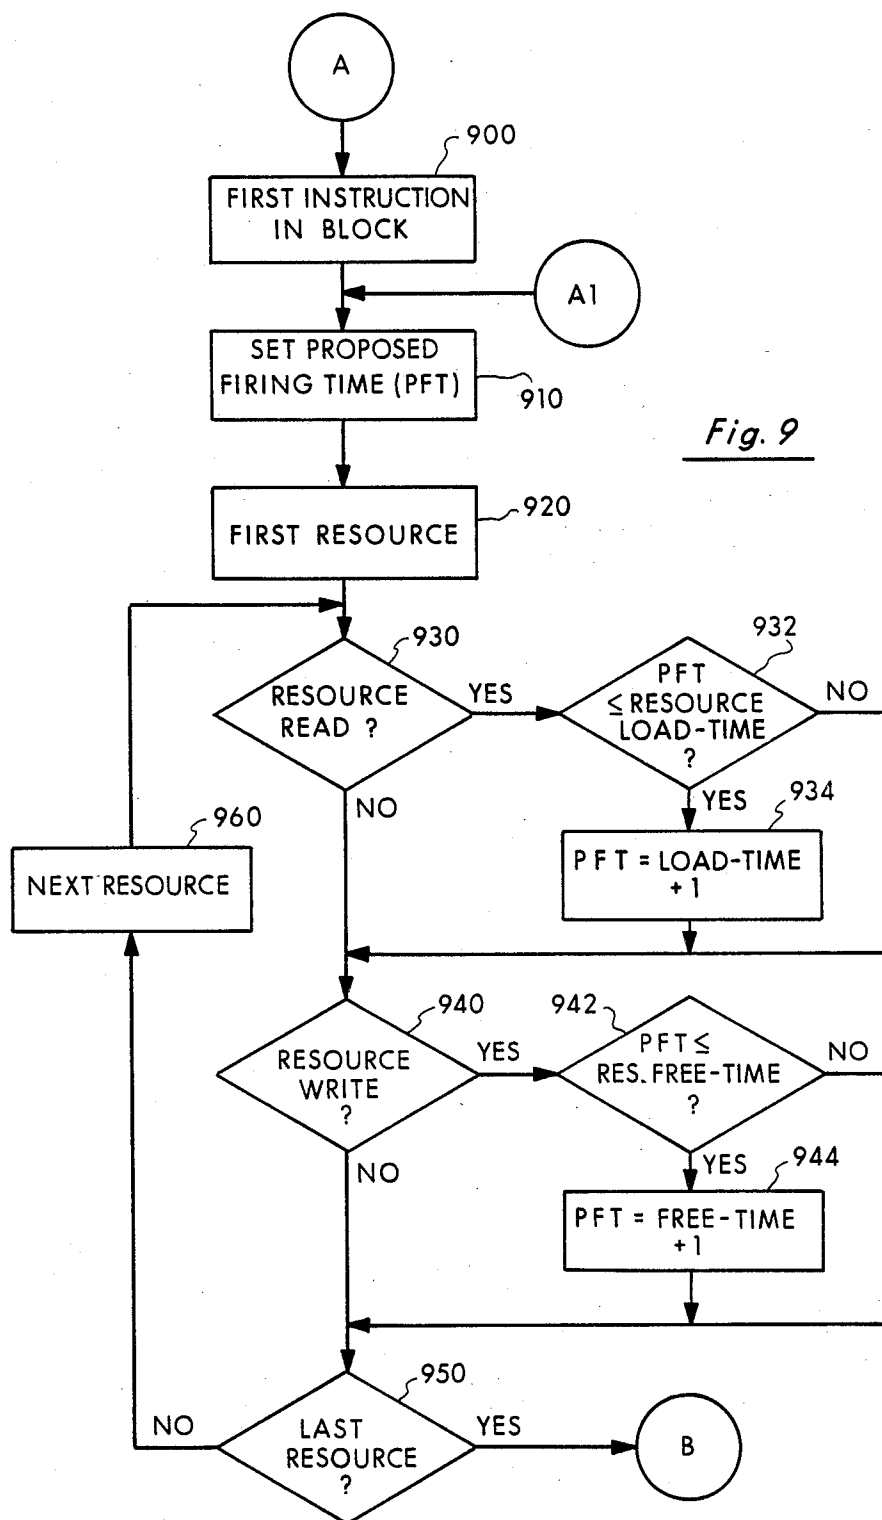 A
900
FIRST INSTRUCTION
IN BLOCK
A1
SET PROPOSED
FIRING TIME (PFT)
910
Fig. 9
920
FIRST RESOURCE
930
RESOURCE
READ ?
YES
932
PFT
≤ RESOURCE
LOAD-TIME
?
NO
NO
YES
934
PFT = LOAD-TIME
+1
960
NEXT RESOURCE
940
RESOURCE
WRITE
?
YES
942
PFT ≤
RES. FREE-TIME
?
NO
NO
YES
944
PFT = FREE-TIME
+1
950
LAST
RESOURCE
?
NO
YES
B